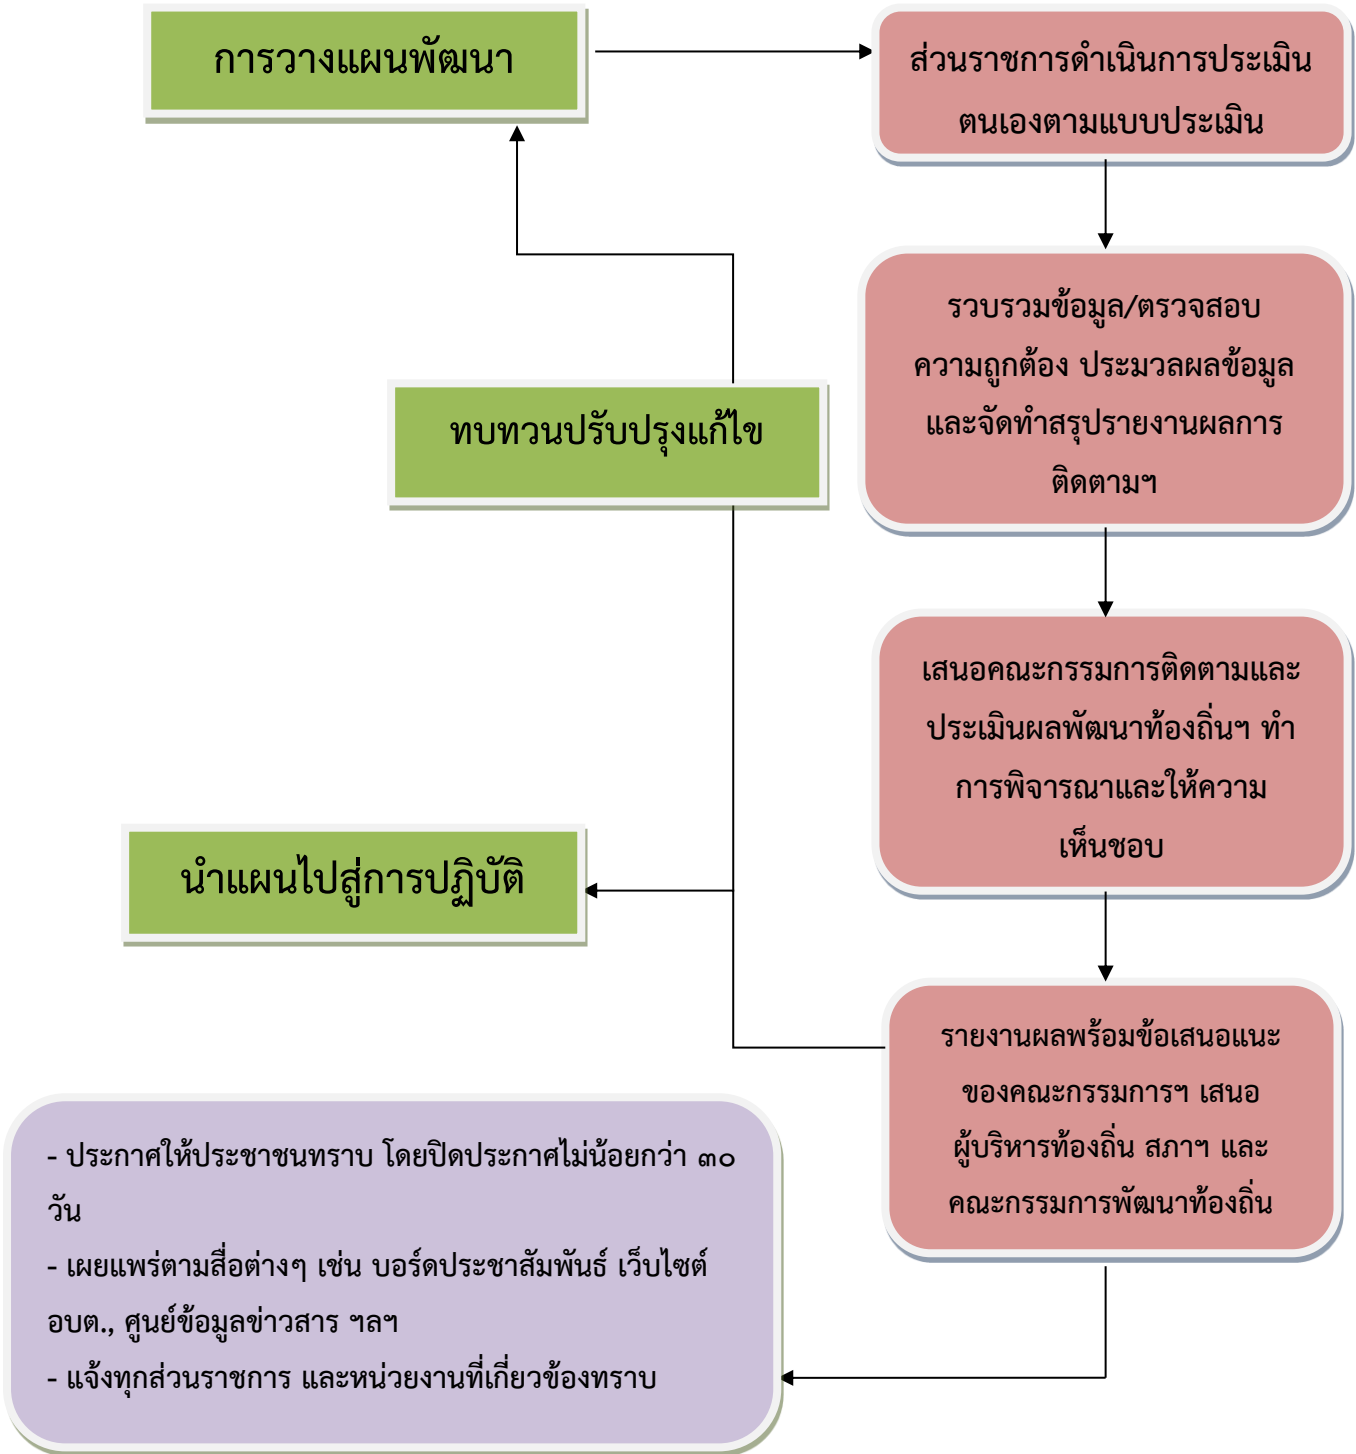 การวางแผนพัฒนา
ส่วนราชการดำเนินการประเมิน
ตนเองตามแบบประเมิน
รวบรวมข้อมูล/ตรวจสอบ
ความถูกต้อง ประมวลผลข้อมูล
และจัดทำสรุปรายงานผลการ
ติดตามฯ
ทบทวนปรับปรุงแก้ไข
เสนอคณะกรรมการติดตามและ
ประเมินผลพัฒนาท้องถิ่นฯ ทำ
การพิจารณาและให้ความ
เห็นชอบ
นำแผนไปสู่การปฏิบัติ
รายงานผลพร้อมข้อเสนอแนะ
ของคณะกรรมการฯ เสนอ
ผู้บริหารท้องถิ่น สภาฯ และ
คณะกรรมการพัฒนาท้องถิ่น
- ประกาศให้ประชาชนทราบ โดยปิดประกาศไม่น้อยกว่า ๓๐
วัน
- เผยแพร่ตามสื่อต่างๆ เช่น บอร์ดประชาสัมพันธ์ เว็บไซต์
อบต., ศูนย์ข้อมูลข่าวสาร ฯลฯ
- แจ้งทุกส่วนราชการ และหน่วยงานที่เกี่ยวข้องทราบ